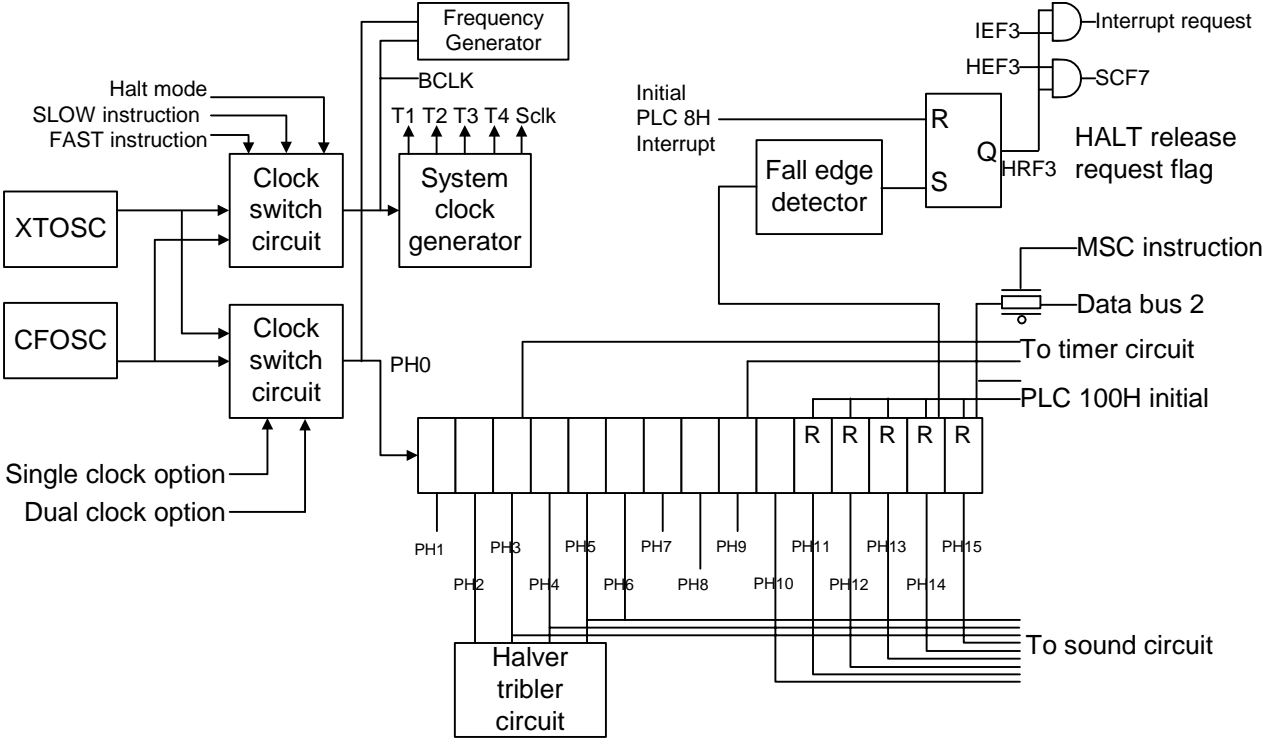 Frequency
Generator
BCLK
Halt mode
SLOW instruction
FAST instruction
T1 T2 T3 T4 Sclk
XTOSC
Clock
switch
circuit
System
clock
generator
CFOSC
Clock
switch
circuit
PH0
Single clock option
Dual clock option
Initial
PLC 8H
Interrupt
Fall edge
detector
R
S
Q
HRF3
IEF3
HEF3
Interrupt request
SCF7
HALT release
request flag
MSC instruction
Data bus 2
To timer circuit
PLC 100H initial
R R R R R
PH1 PH3 PH5 PH7 PH9 PH11 PH13 PH15
PH2 PH4 PH6 PH8 PH10 PH12 PH14
Halver
tribler
circuit
To sound circuit